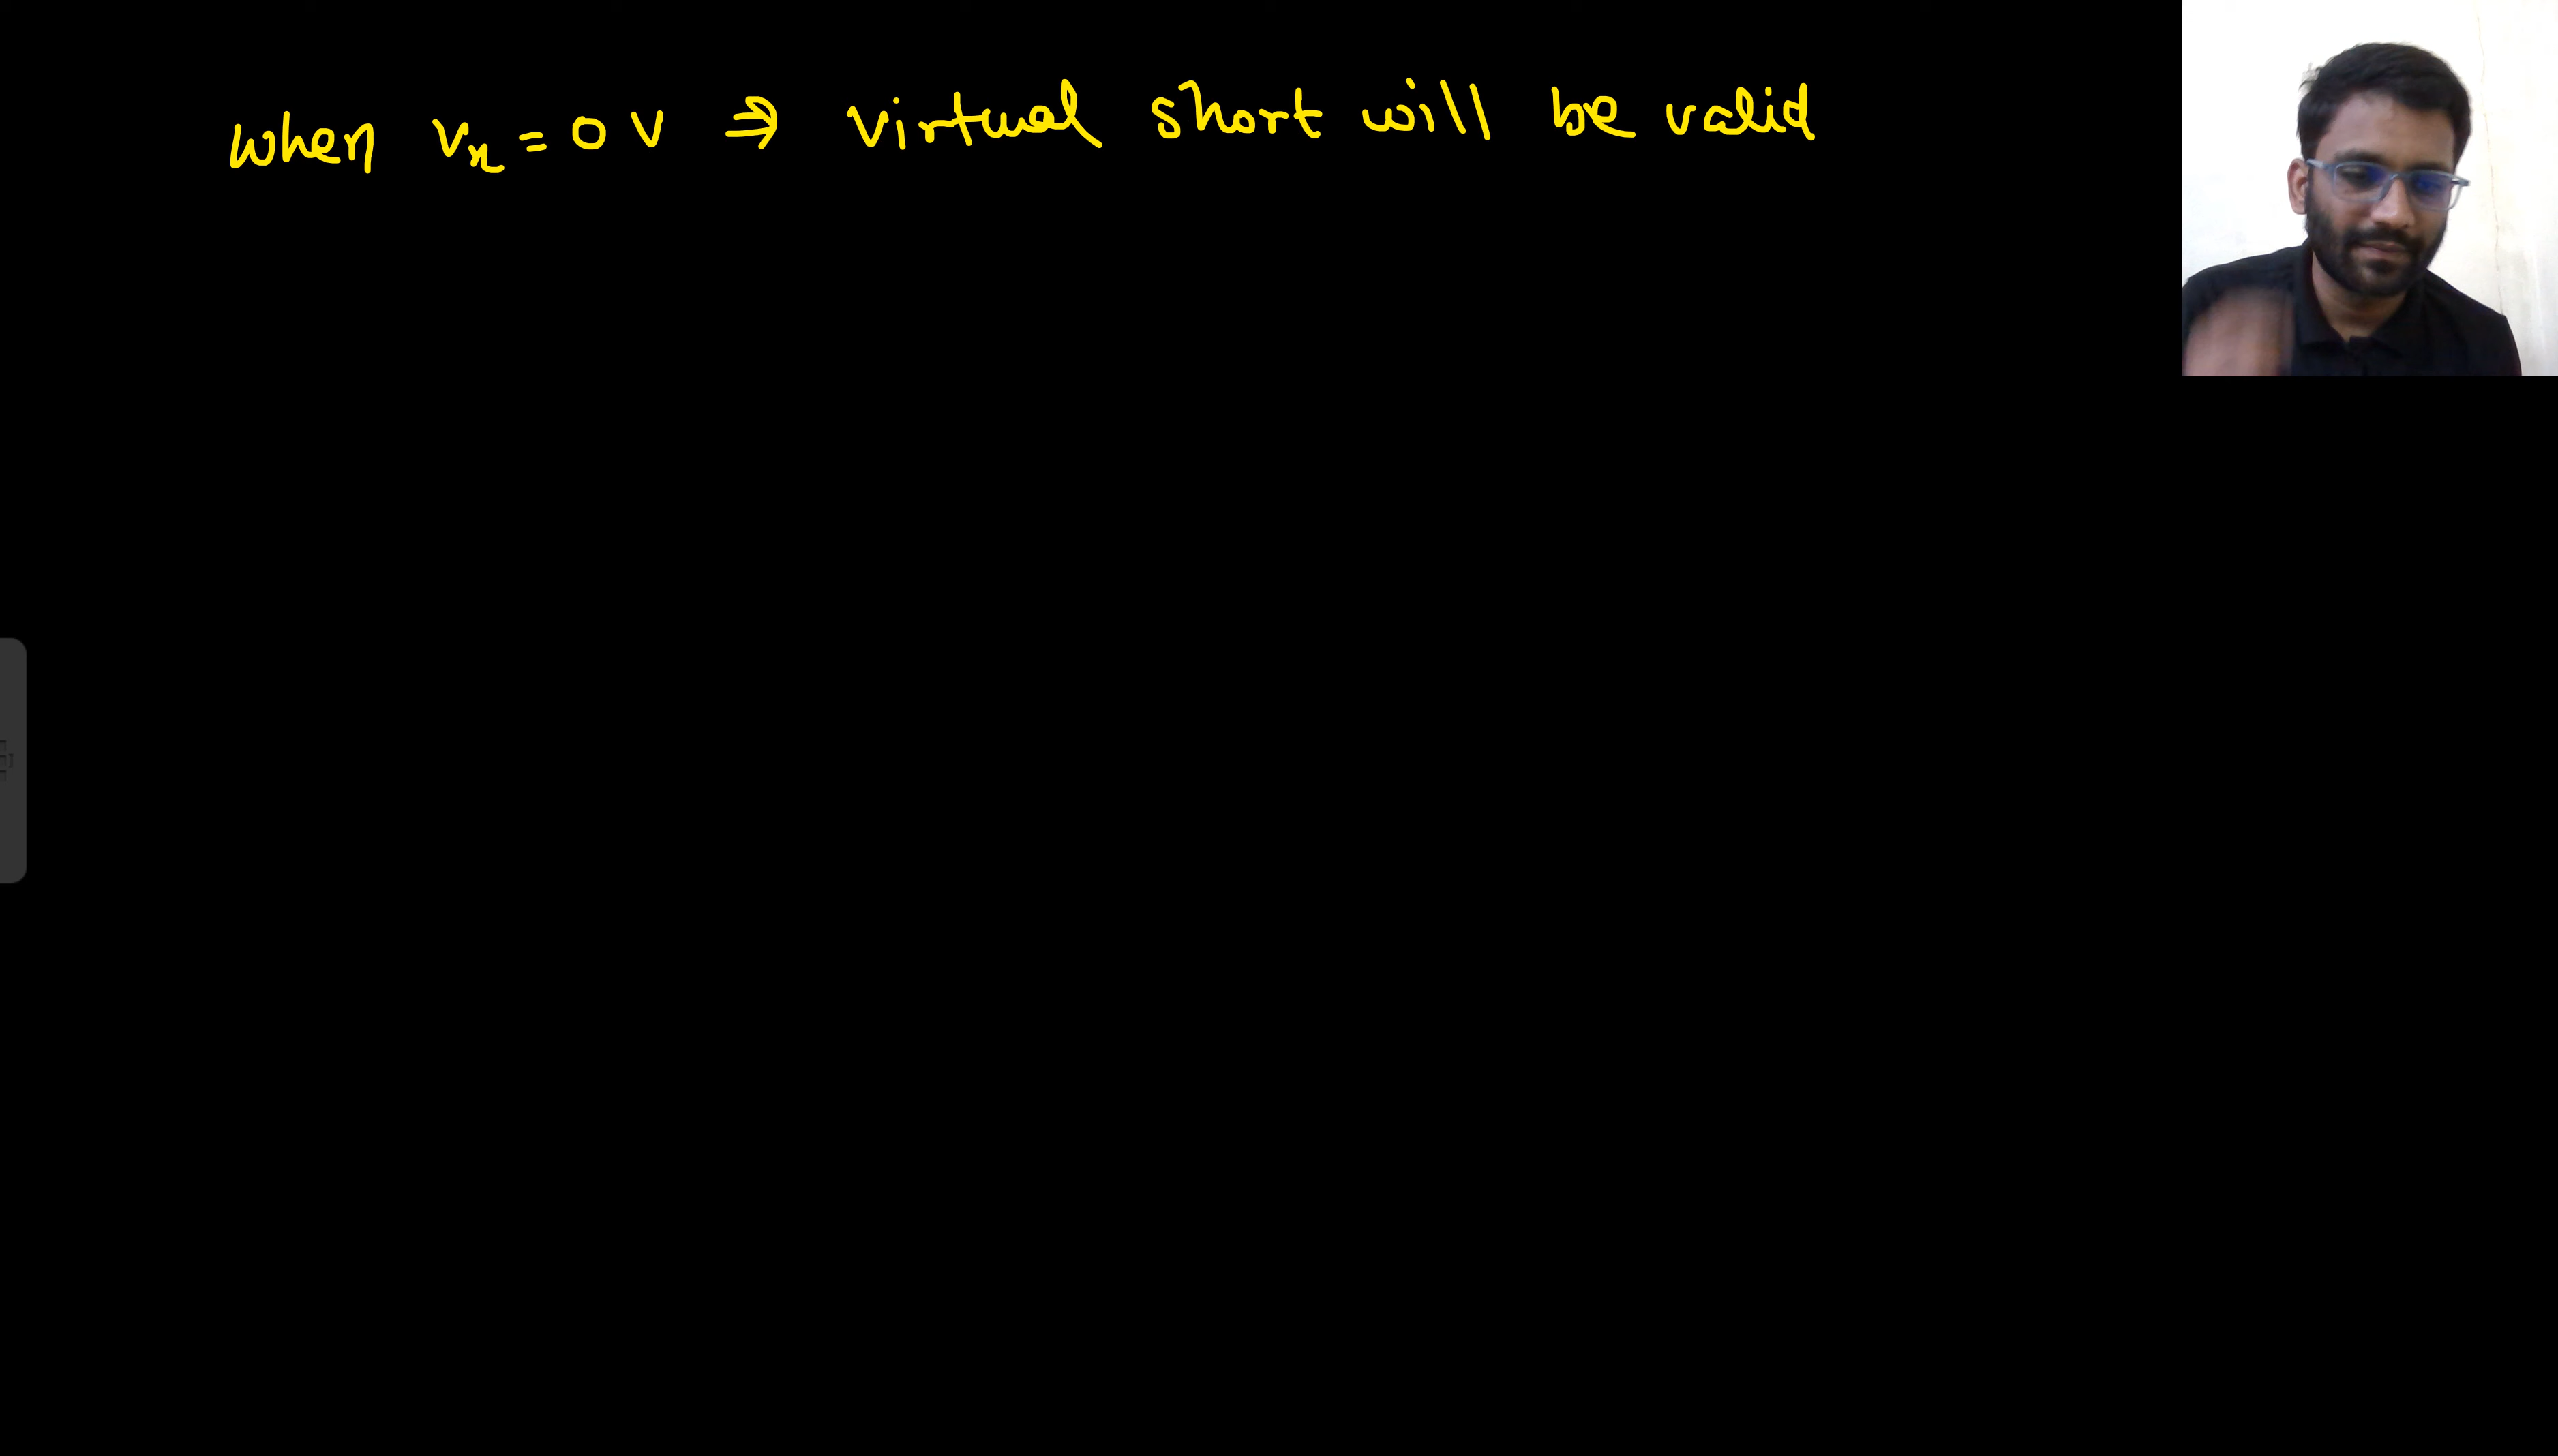 when Vx = 0 V ⇒ virtual short will be valid